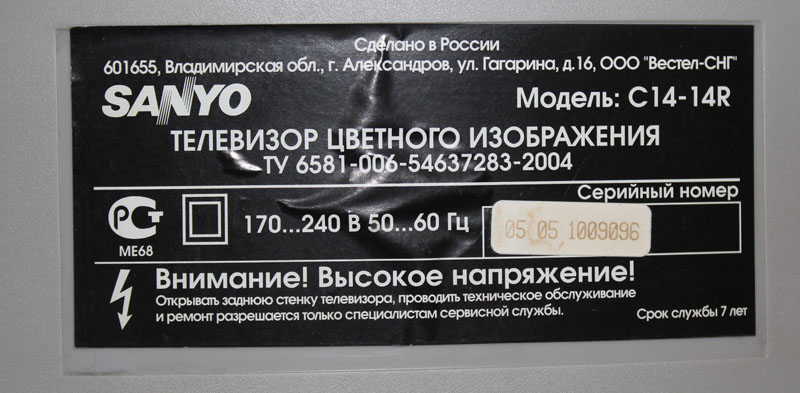 Сделано в России
601655, Владимирская обл., г. Александров, ул. Гагарина, д.16, ООО "Вестел-СНГ"
SANYO
Модель: C14-14R
ТЕЛЕВИЗОР ЦВЕТНОГО ИЗОБРАЖЕНИЯ
ТУ 6581-006-54637283-2004
Серийный номер
РСТ
170...240 В 50...60 Гц
05 05 1009096
МЕ68
Внимание! Высокое напряжение!
Открывать заднюю стенку телевизора, проводить техническое обслуживание
и ремонт разрешается только специалистам сервисной службы.
Срок службы 7 лет